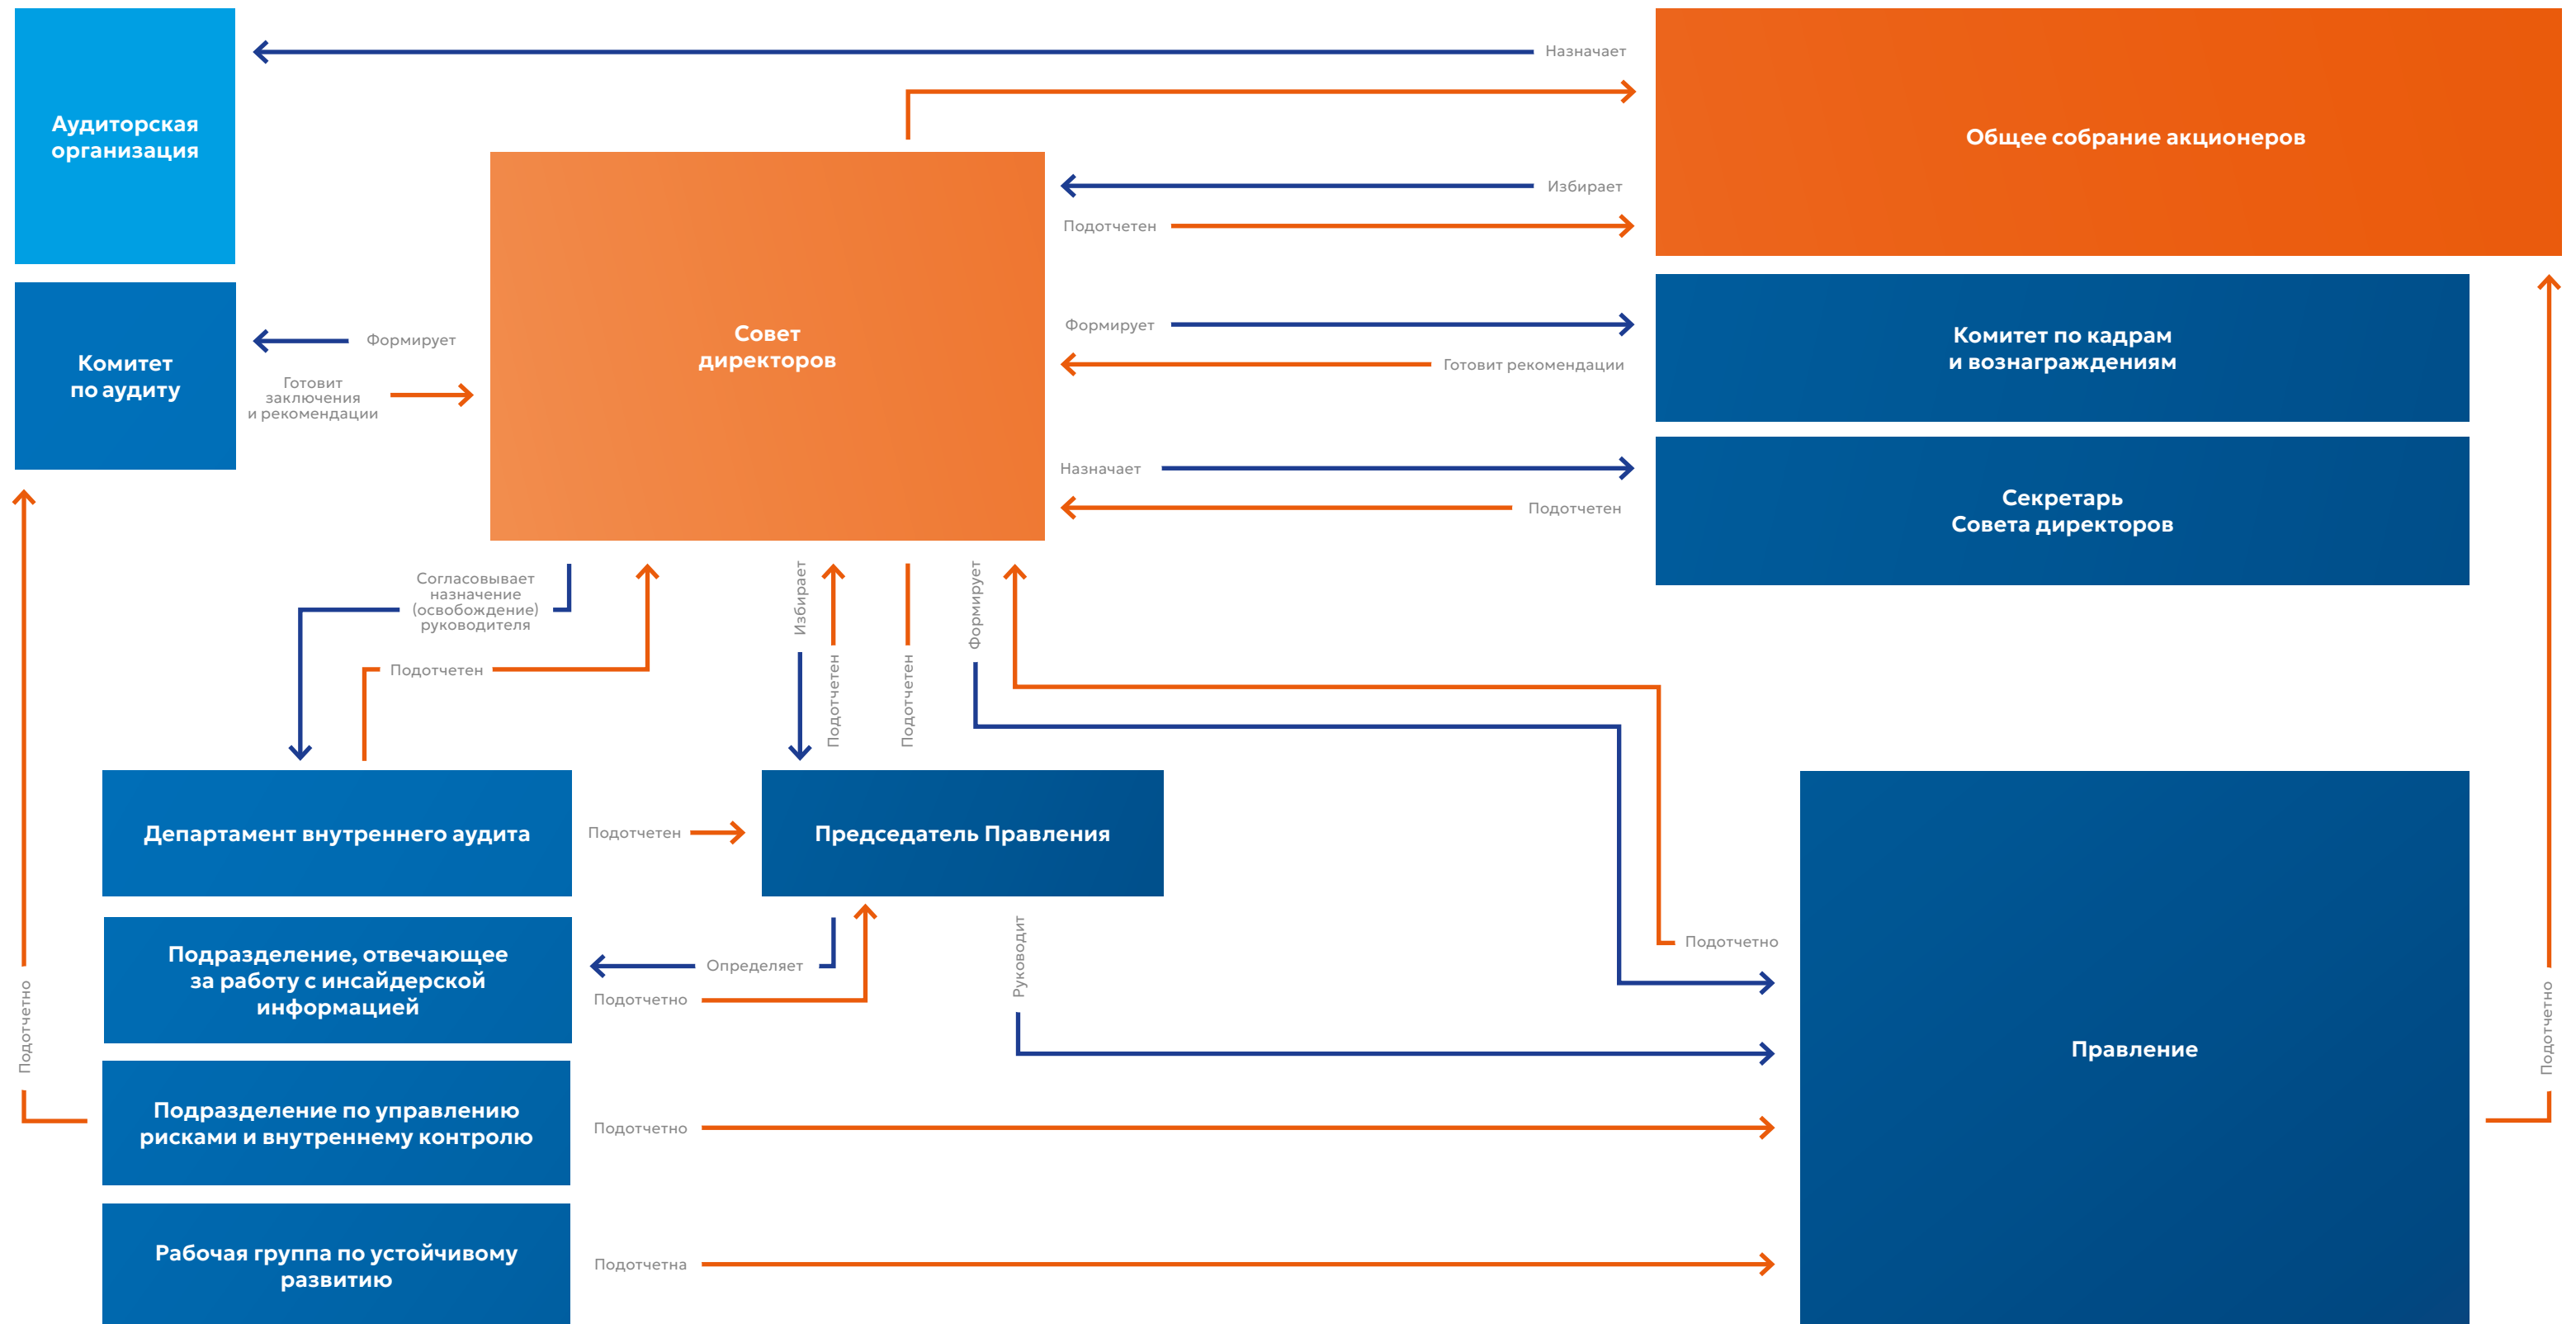 Назначает
Аудиторская
организация
Общее собрание акционеров
Избирает
Подотчетен
Совет
директоров
Формирует
Готовит рекомендации
Комитет по кадрам
и вознаграждениям
Комитет
по аудиту
Формирует
Готовит
заключения
и рекомендации
Назначает
Подотчетен
Секретарь
Совета директоров
Согласовывает
назначение
(освобождение)
руководителя
Подотчетен
Избирает
Подотчетен
Подотчетен
Формирует
Департамент внутреннего аудита
Подотчетен
Председатель Правления
Подотчетно
Подразделение, отвечающее
за работу с инсайдерской
информацией
Определяет
Подотчетно
Руководит
Подотчетно
Подотчетно
Правление
Подразделение по управлению
рисками и внутреннему контролю
Подотчетно
Рабочая группа по устойчивому
развитию
Подотчетна